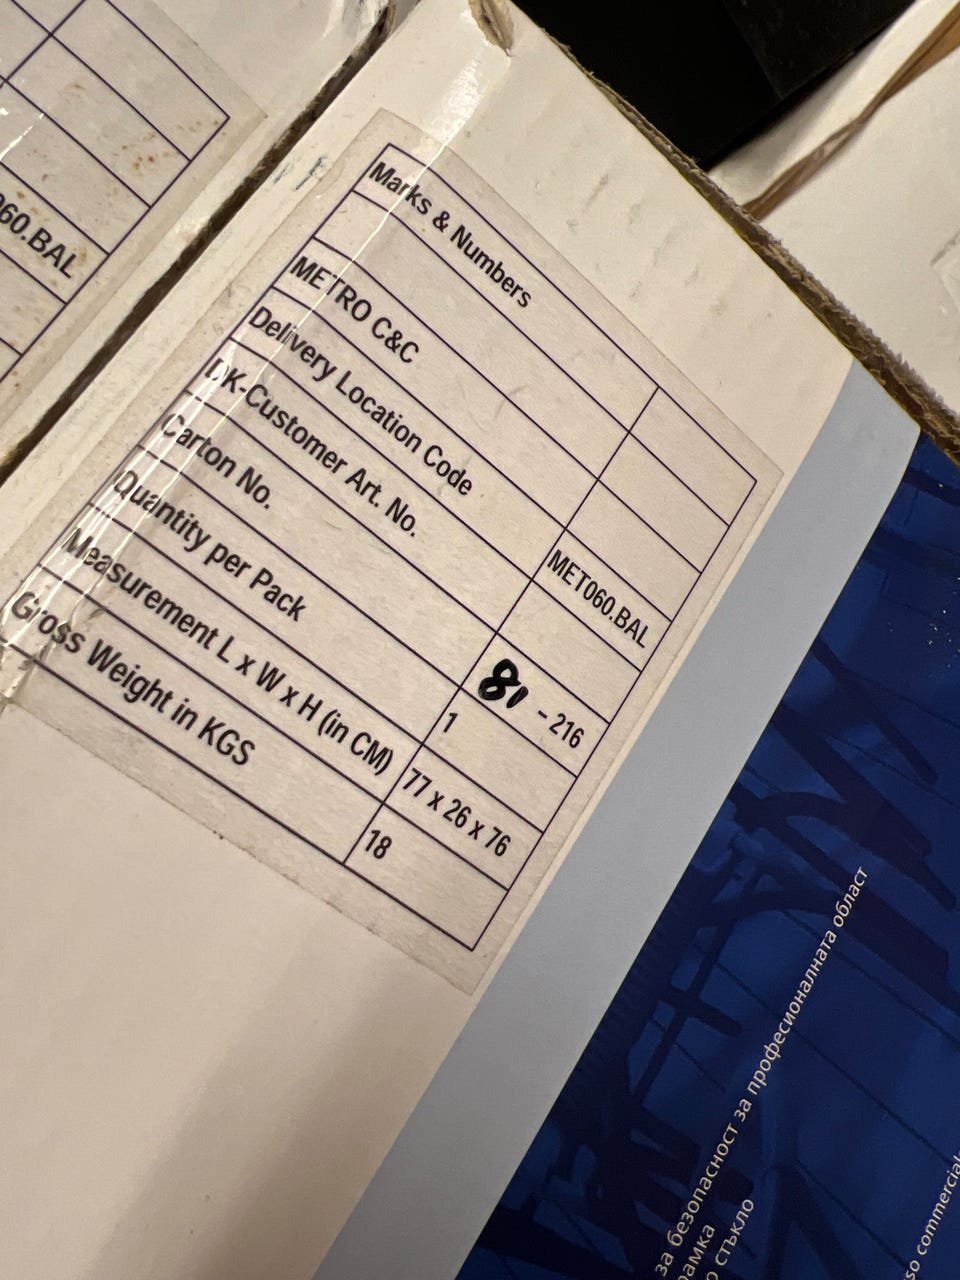 060.BAL
Marks & Numbers
METRO C&C
Delivery Location Code MET060.BAL
DK-Customer Art. No.
Carton No. 81 - 216
Quantity per Pack 1
Measurement L x W x H (in CM) 77 x 26 x 76
Gross Weight in KGS 18
за безопасност за професионалната област
рамка
о стъкло
so commercial